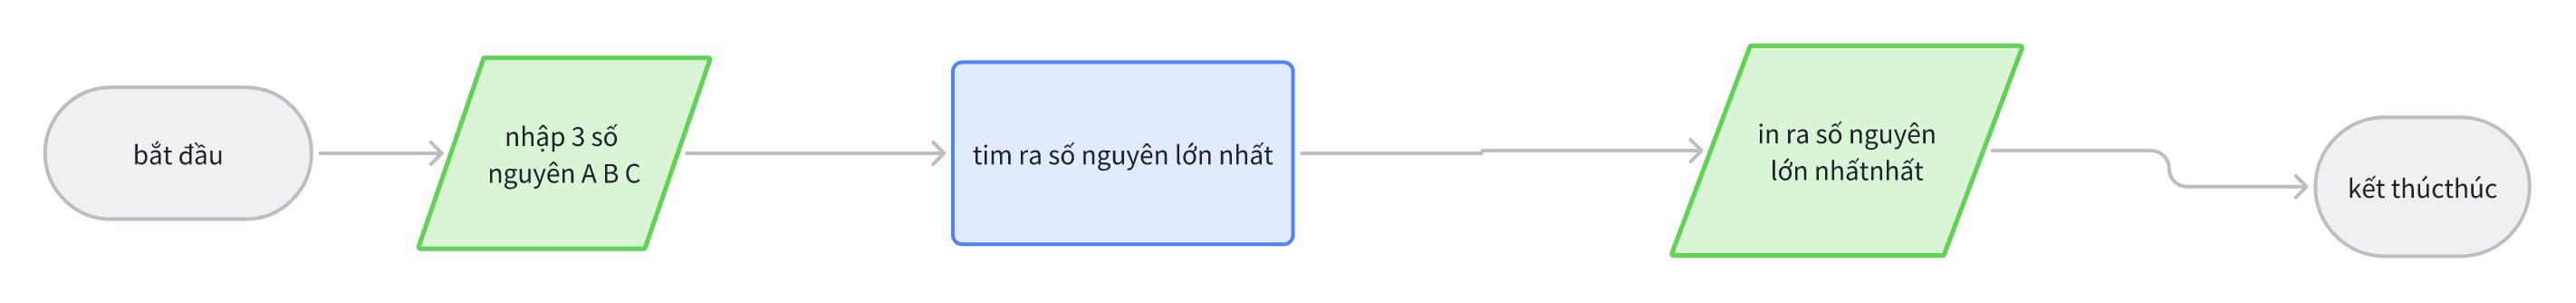 bắt đầu
nhập 3 số
nguyên A B C
tim ra số nguyên lớn nhất
in ra số nguyên
lớn nhấtnhất
kết thúcthúc